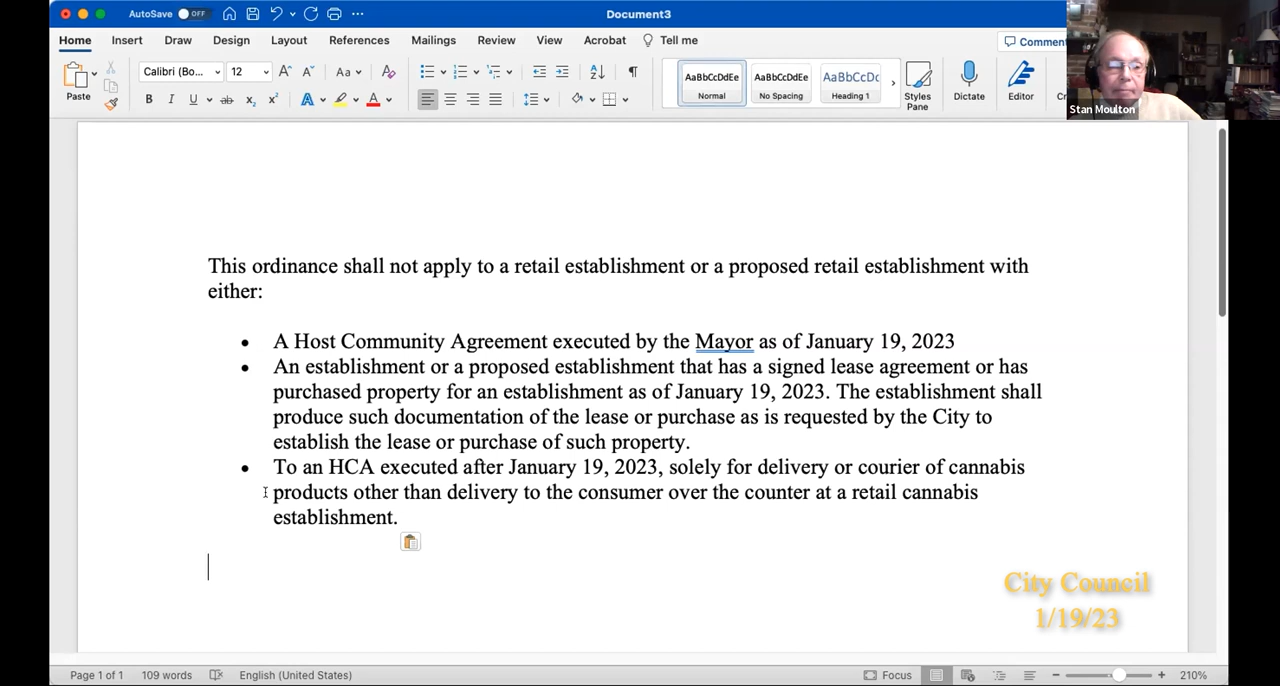 AutoSave OFF Document3
Home Insert Draw Design Layout References Mailings Review View Acrobat Tell me Commen
Paste Calibri (Bo... 12 Aa AaBbCcDdEe AaBbCcDdEe AaBbCcDc Styles Pane Dictate Editor
B I U ab x2 x2 A A Normal No Spacing Heading 1
Stan Moulton
This ordinance shall not apply to a retail establishment or a proposed retail establishment with
either:
• A Host Community Agreement executed by the Mayor as of January 19, 2023
• An establishment or a proposed establishment that has a signed lease agreement or has
purchased property for an establishment as of January 19, 2023. The establishment shall
produce such documentation of the lease or purchase as is requested by the City to
establish the lease or purchase of such property.
• To an HCA executed after January 19, 2023, solely for delivery or courier of cannabis
products other than delivery to the consumer over the counter at a retail cannabis
establishment.
City Council
1/19/23
Page 1 of 1 109 words English (United States) Focus 210%